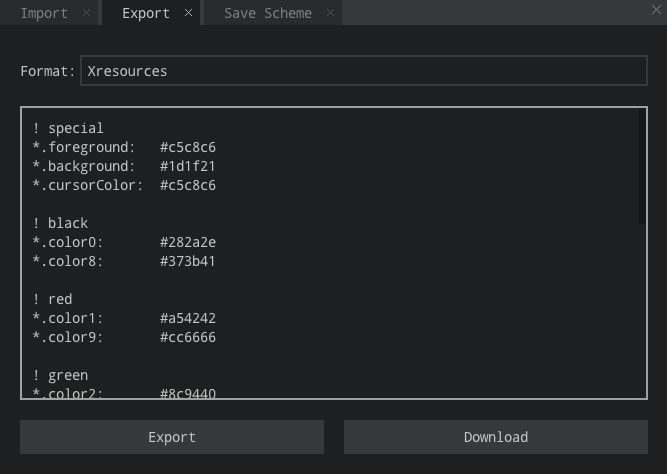 Import × Export × Save Scheme × ×
Format: Xresources
! special
*.foreground:   #c5c8c6
*.background:   #1d1f21
*.cursorColor:  #c5c8c6
! black
*.color0:       #282a2e
*.color8:       #373b41
! red
*.color1:       #a54242
*.color9:       #cc6666
! green
*.color2:       #8c9440
Export Download